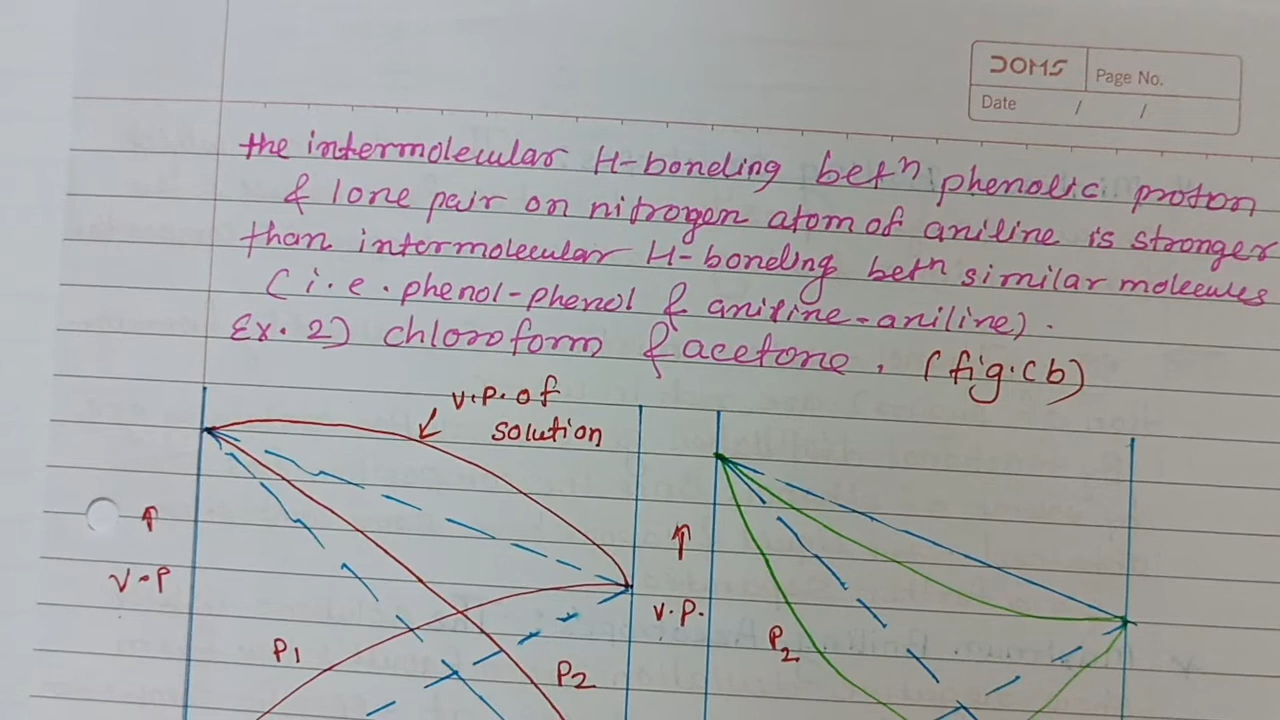 DOMS
Page No.
Date / /
the intermolecular H-bonding betn phenolic proton
& lone pair on nitrogen atom of aniline is stronger
than intermolecular H-bonding betn similar molecules
(i.e. phenol-phenol & aniline-aniline).
Ex. 2) chloroform & acetone. (fig.(b)
v.p. of
solution
V.P
P1
P2
v.p.
P2